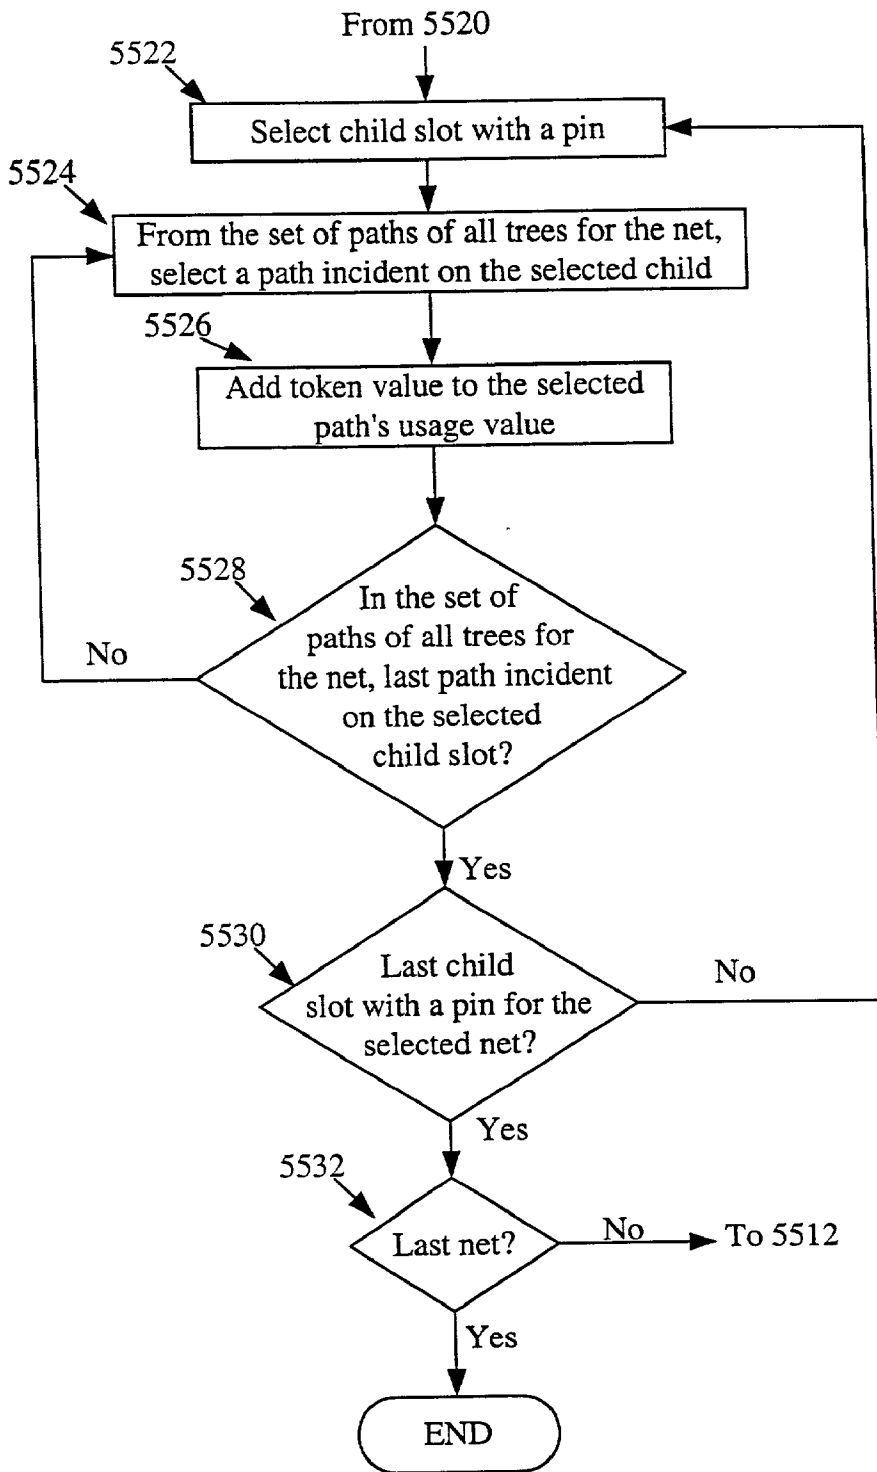 From 5520
5522
Select child slot with a pin
5524
From the set of paths of all trees for the net,
select a path incident on the selected child
5526
Add token value to the selected
path's usage value
5528
In the set of
paths of all trees for
the net, last path incident
on the selected
child slot?
No
Yes
5530
Last child
slot with a pin for the
selected net?
No
Yes
5532
Last net?
No
To 5512
Yes
END